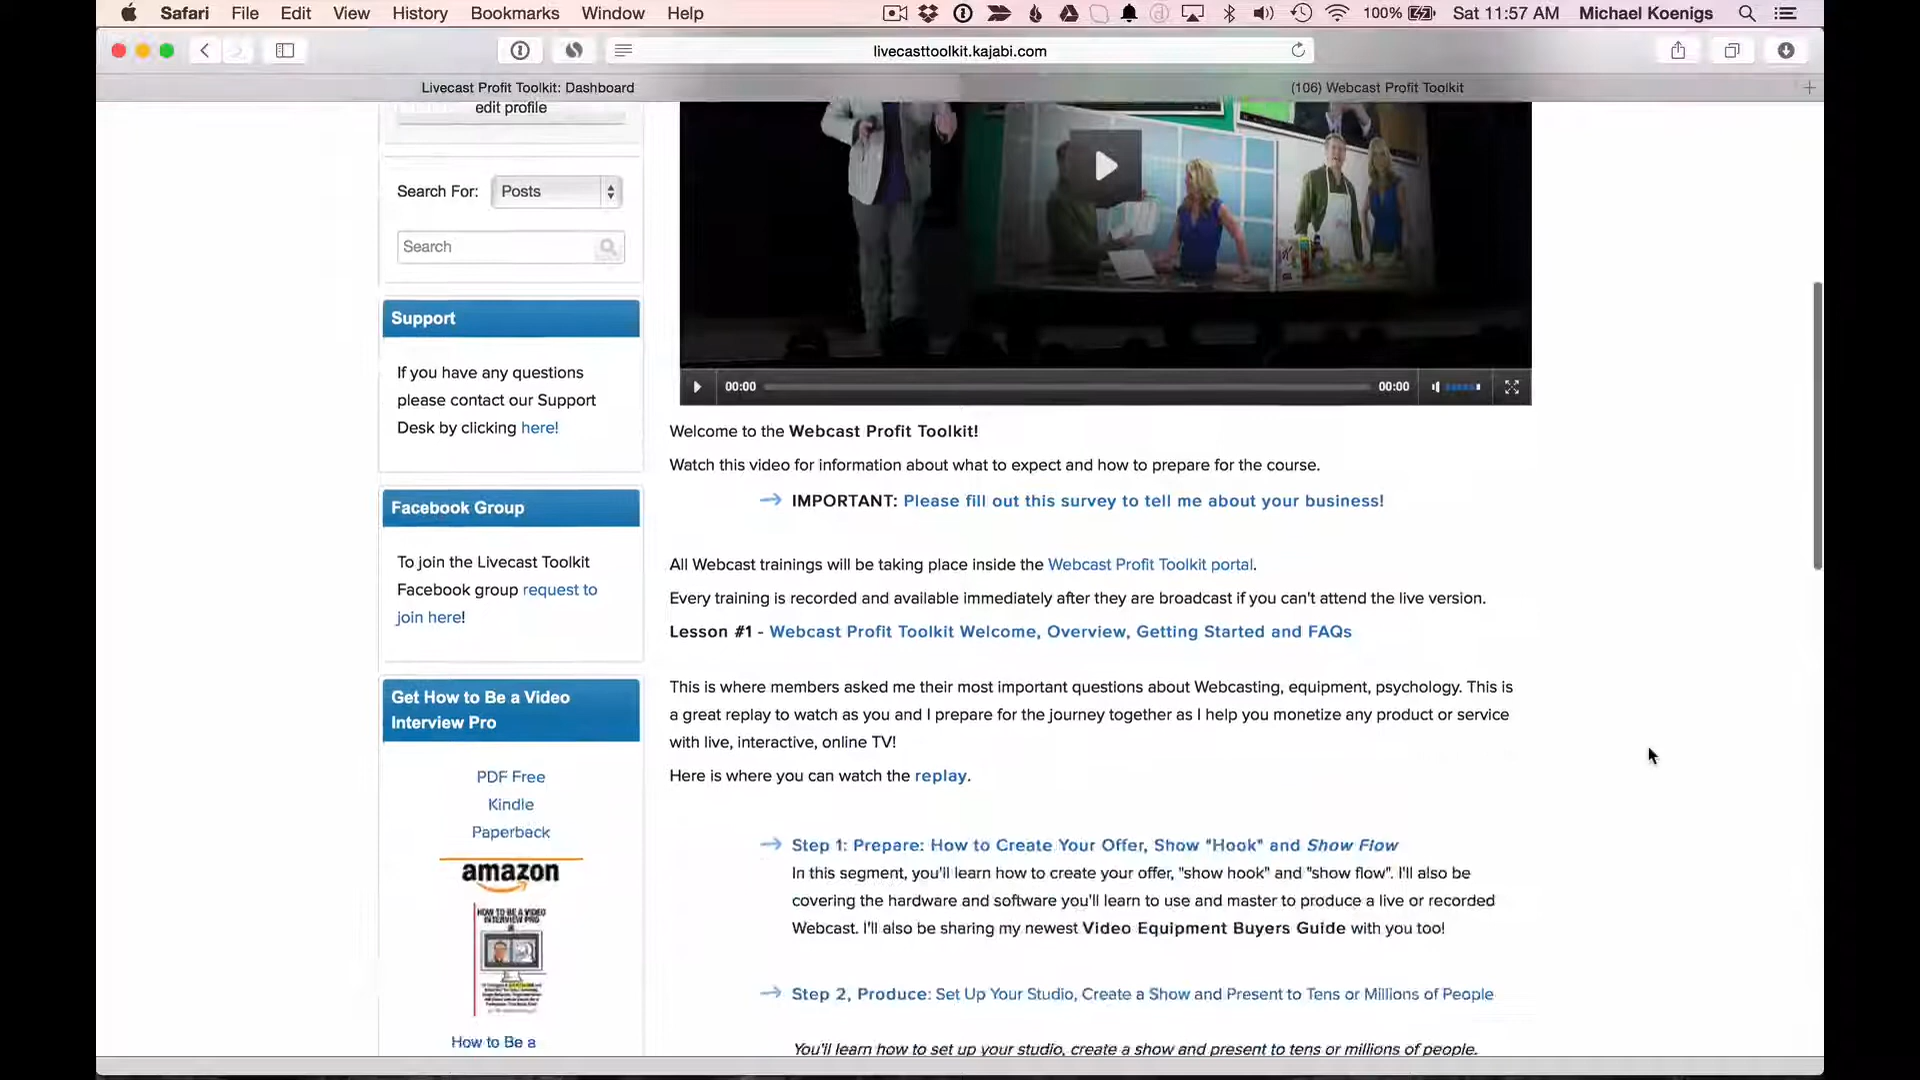 Safari File Edit View History Bookmarks Window Help 100% Sat 11:57 AM Michael Koenigs
livecasttoolkit.kajabi.com
Livecast Profit Toolkit: Dashboard (106) Webcast Profit Toolkit
edit profile
Search For: Posts
Search
Support
If you have any questions
please contact our Support
Desk by clicking here!
Facebook Group
To join the Livecast Toolkit
Facebook group request to
join here!
Get How to Be a Video
Interview Pro
PDF Free
Kindle
Paperback
amazon
HOW TO BE A VIDEO
INTERVIEW PRO
How to Be a
00:00 00:00
Welcome to the Webcast Profit Toolkit!
Watch this video for information about what to expect and how to prepare for the course.
IMPORTANT: Please fill out this survey to tell me about your business!
All Webcast trainings will be taking place inside the Webcast Profit Toolkit portal.
Every training is recorded and available immediately after they are broadcast if you can't attend the live version.
Lesson #1 - Webcast Profit Toolkit Welcome, Overview, Getting Started and FAQs
This is where members asked me their most important questions about Webcasting, equipment, psychology. This is
a great replay to watch as you and I prepare for the journey together as I help you monetize any product or service
with live, interactive, online TV!
Here is where you can watch the replay.
Step 1: Prepare: How to Create Your Offer, Show "Hook" and Show Flow
In this segment, you'll learn how to create your offer, "show hook" and "show flow". I'll also be
covering the hardware and software you'll learn to use and master to produce a live or recorded
Webcast. I'll also be sharing my newest Video Equipment Buyers Guide with you too!
Step 2, Produce: Set Up Your Studio, Create a Show and Present to Tens or Millions of People
You'll learn how to set up your studio, create a show and present to tens or millions of people.